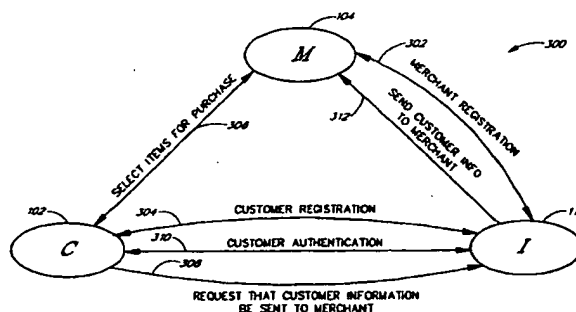 104
M
302
300
MERCHANT REGISTRATION
SEND CUSTOMER INFO
TO MERCHANT
312
SELECT ITEMS FOR PURCHASE
306
102
C
304
CUSTOMER REGISTRATION
310
CUSTOMER AUTHENTICATION
308
I
REQUEST THAT CUSTOMER INFORMATION
BE SENT TO MERCHANT